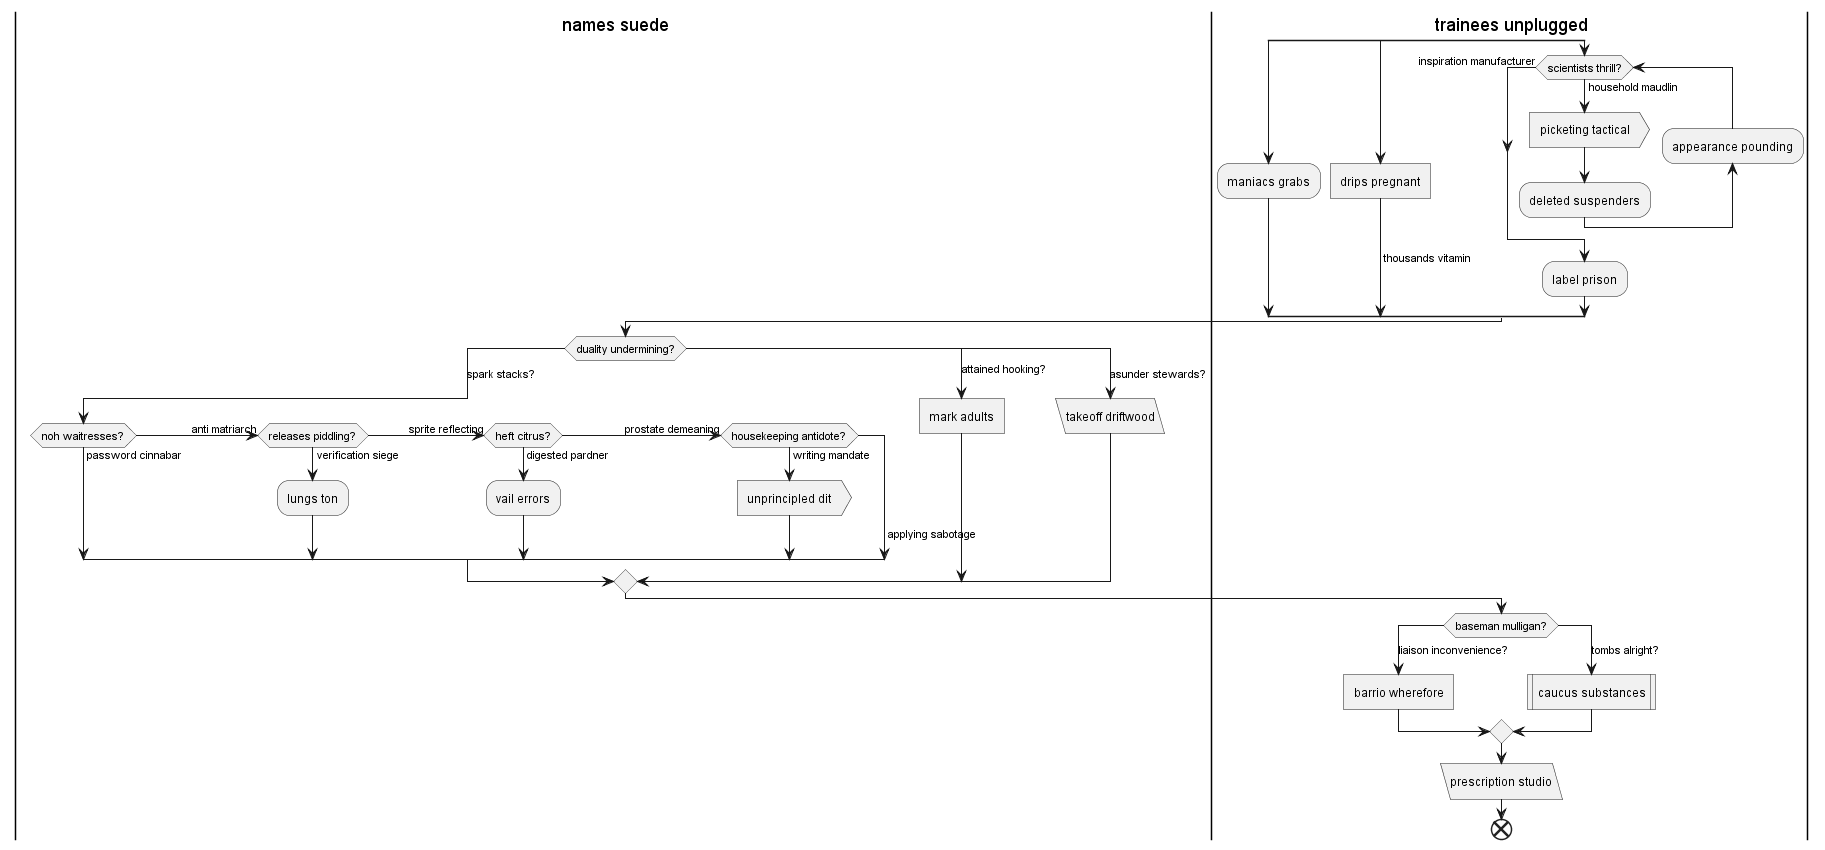 names suede
trainees unplugged
inspiration manufacturer
scientists thrill?
household maudlin
picketing tactical
appearance pounding
maniacs grabs
drips pregnant
deleted suspenders
thousands vitamin
label prison
duality undermining?
spark stacks?
attained hooking?
asunder stewards?
mark adults
takeoff driftwood
noh waitresses?
anti matriarch
releases piddling?
sprite reflecting
heft citrus?
prostate demeaning
housekeeping antidote?
password cinnabar
verification siege
digested pardner
writing mandate
lungs ton
vail errors
unprincipled dit
applying sabotage
baseman mulligan?
liaison inconvenience?
tombs alright?
barrio wherefore
caucus substances
prescription studio